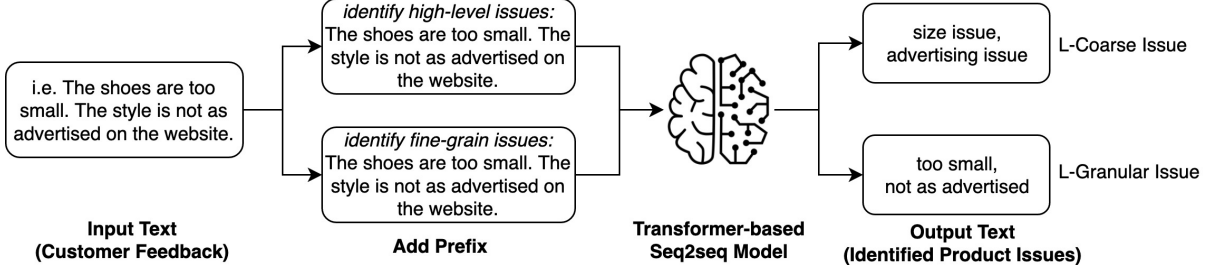 i.e. The shoes are too
small. The style is not as
advertised on the website.
Input Text
(Customer Feedback)
identify high-level issues:
The shoes are too small. The
style is not as advertised on
the website.
identify fine-grain issues:
The shoes are too small. The
style is not as advertised on
the website.
Add Prefix
Transformer-based
Seq2seq Model
size issue,
advertising issue
L-Coarse Issue
too small,
not as advertised
L-Granular Issue
Output Text
(Identified Product Issues)